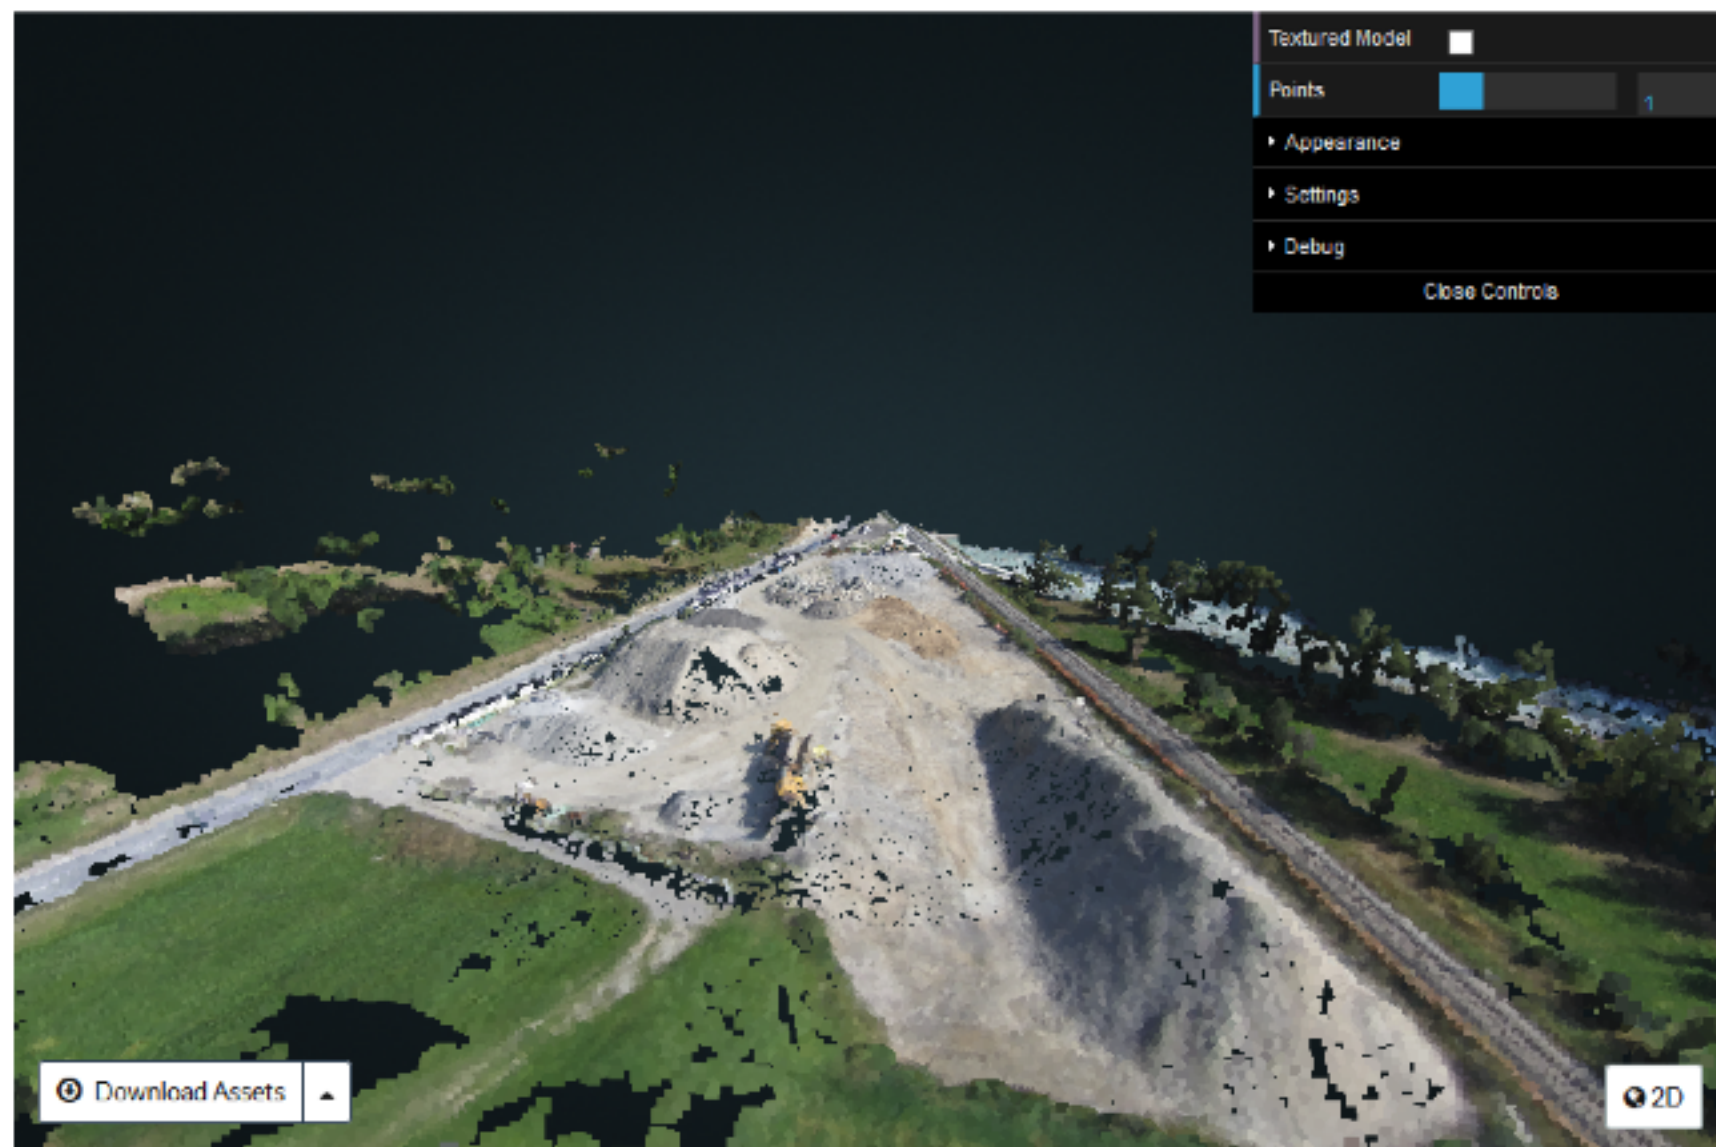 Textured Model
Points 1
Appearance
Settings
Debug
Close Controls
Download Assets
2D